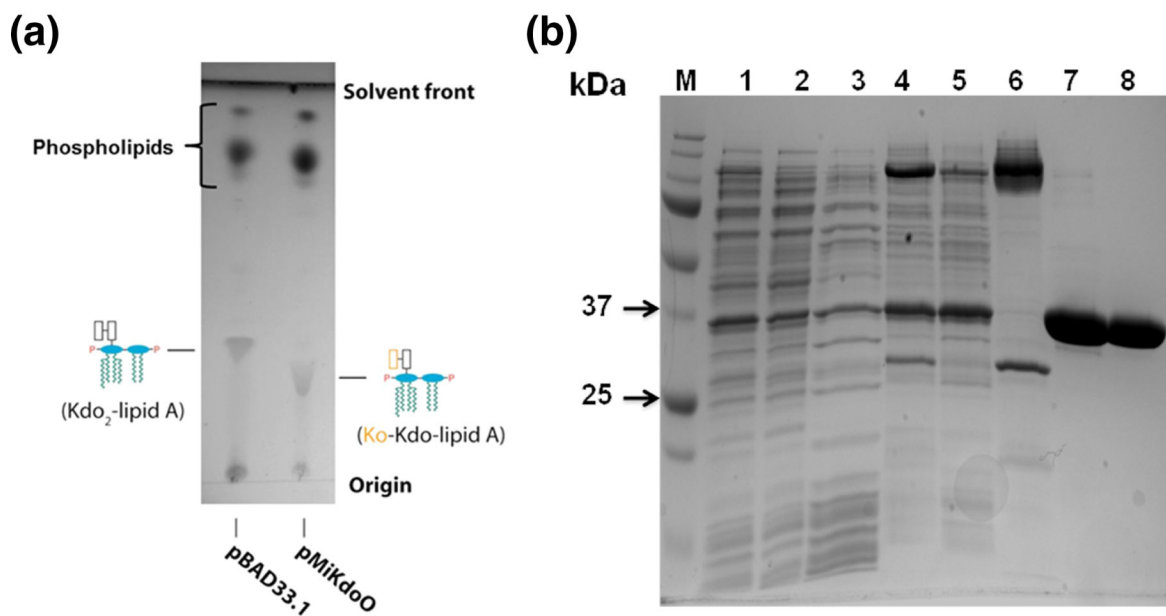 (a)
Solvent front
Phospholipids
P P
(Kdo2-lipid A)
P P
(Ko-Kdo-lipid A)
Origin
pBAD33.1
pMiKdoO
(b)
kDa M 1 2 3 4 5 6 7 8
37
25